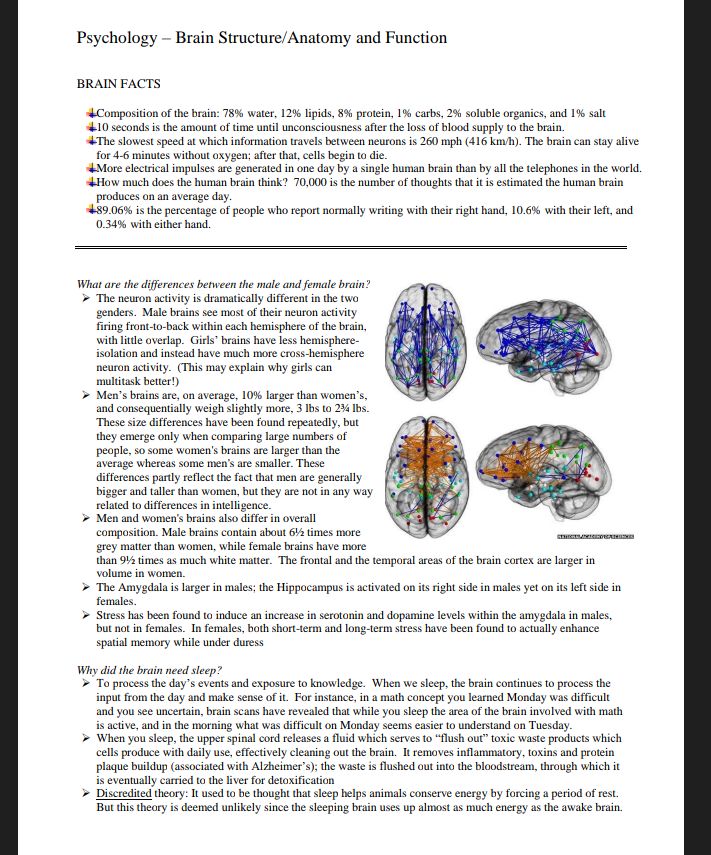 Psychology – Brain Structure/Anatomy and Function
BRAIN FACTS
Composition of the brain: 78% water, 12% lipids, 8% protein, 1% carbs, 2% soluble organics, and 1% salt
10 seconds is the amount of time until unconsciousness after the loss of blood supply to the brain.
The slowest speed at which information travels between neurons is 260 mph (416 km/h). The brain can stay alive
for 4-6 minutes without oxygen; after that, cells begin to die.
More electrical impulses are generated in one day by a single human brain than by all the telephones in the world.
How much does the human brain think? 70,000 is the number of thoughts that it is estimated the human brain
produces on an average day.
89.06% is the percentage of people who report normally writing with their right hand, 10.6% with their left, and
0.34% with either hand.
What are the differences between the male and female brain?
➢ The neuron activity is dramatically different in the two
genders. Male brains see most of their neuron activity
firing front-to-back within each hemisphere of the brain,
with little overlap. Girls' brains have less hemisphere-
isolation and instead have much more cross-hemisphere
neuron activity. (This may explain why girls can
multitask better!)
➢ Men's brains are, on average, 10% larger than women's,
and consequentially weigh slightly more, 3 lbs to 2¾ lbs.
These size differences have been found repeatedly, but
they emerge only when comparing large numbers of
people, so some women's brains are larger than the
average whereas some men's are smaller. These
differences partly reflect the fact that men are generally
bigger and taller than women, but they are not in any way
related to differences in intelligence.
➢ Men and women's brains also differ in overall
composition. Male brains contain about 6½ times more
grey matter than women, while female brains have more
than 9½ times as much white matter. The frontal and the temporal areas of the brain cortex are larger in
volume in women.
➢ The Amygdala is larger in males; the Hippocampus is activated on its right side in males yet on its left side in
females.
➢ Stress has been found to induce an increase in serotonin and dopamine levels within the amygdala in males,
but not in females. In females, both short-term and long-term stress have been found to actually enhance
spatial memory while under duress
NATIONAL ACADEMY OF SCIENCES
Why did the brain need sleep?
➢ To process the day's events and exposure to knowledge. When we sleep, the brain continues to process the
input from the day and make sense of it. For instance, in a math concept you learned Monday was difficult
and you see uncertain, brain scans have revealed that while you sleep the area of the brain involved with math
is active, and in the morning what was difficult on Monday seems easier to understand on Tuesday.
➢ When you sleep, the upper spinal cord releases a fluid which serves to "flush out" toxic waste products which
cells produce with daily use, effectively cleaning out the brain. It removes inflammatory, toxins and protein
plaque buildup (associated with Alzheimer's); the waste is flushed out into the bloodstream, through which it
is eventually carried to the liver for detoxification
➢ Discredited theory: It used to be thought that sleep helps animals conserve energy by forcing a period of rest.
But this theory is deemed unlikely since the sleeping brain uses up almost as much energy as the awake brain.